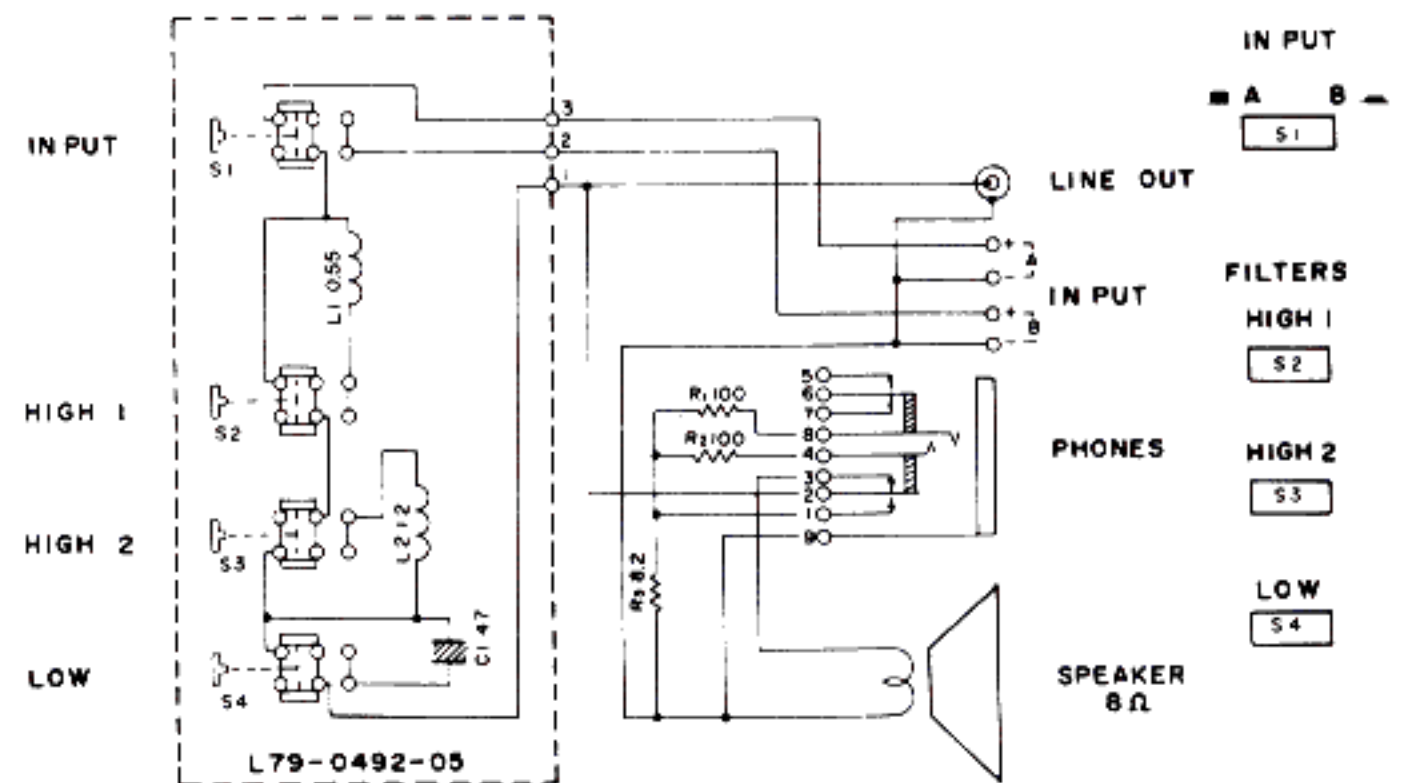 IN PUT
S1
L1 0.55
HIGH 1
S2
HIGH 2
S3
L2 1.2
LOW
S4
C1 47
L79-0492-05
3
2
1
LINE OUT
+
-
A
IN PUT
+
-
B
R1 100
R2 100
R3 8.2
5
6
7
8
4
3
2
1
9
PHONES
SPEAKER
8Ω
IN PUT
A B
S1
FILTERS
HIGH 1
S2
HIGH 2
S3
LOW
S4